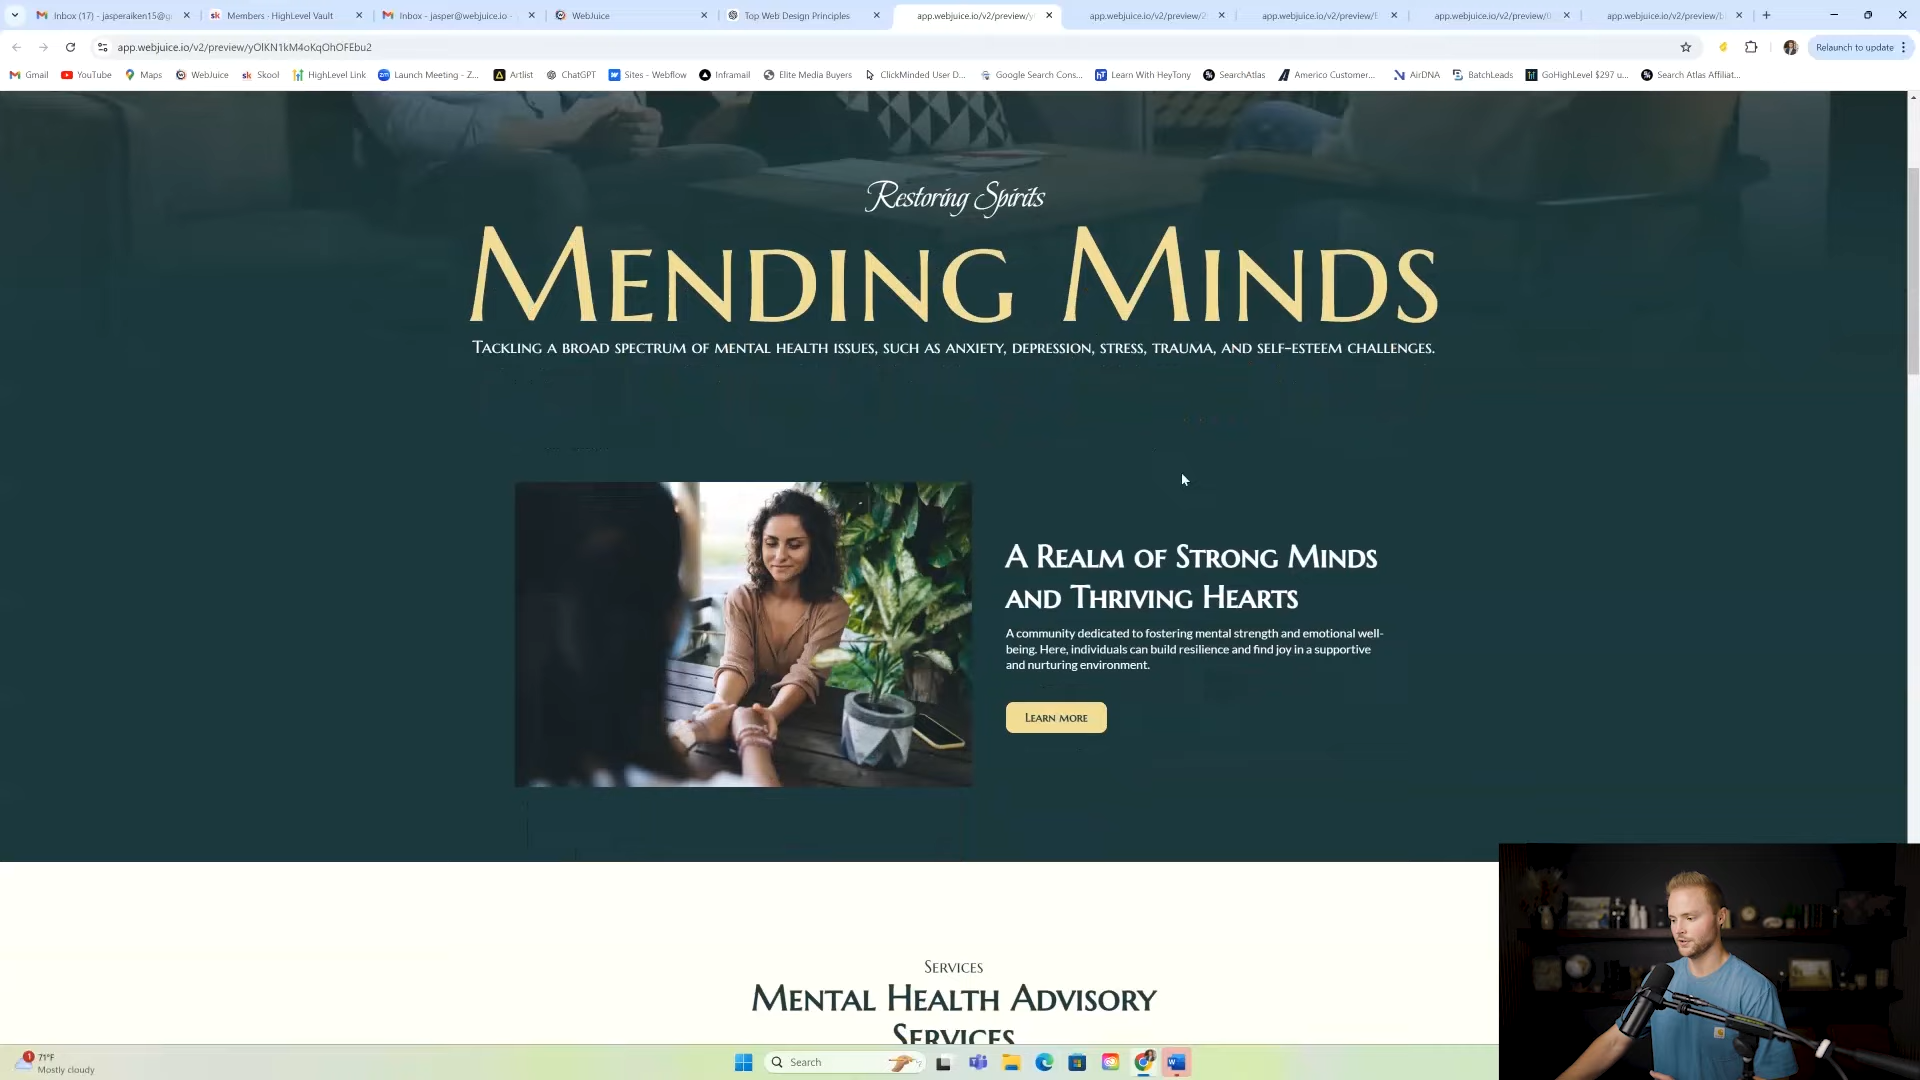 Inbox (17) - jasperaiken15@g
Members · HighLevel Vault
Inbox - jasper@webjuice.io -
WebJuice
Top Web Design Principles
app.webjuice.io/v2/preview/y
app.webjuice.io/v2/preview/2
app.webjuice.io/v2/preview/
app.webjuice.io/v2/preview/
app.webjuice.io/v2/preview/
app.webjuice.io/v2/preview/yOlKN1kM4oKqOhOFEbu2
Relaunch to update
Gmail
YouTube
Maps
WebJuice
Skool
HighLevel Link
Launch Meeting - Z...
Artlist
ChatGPT
Sites - Webflow
Inframail
Elite Media Buyers
ClickMinded User D...
Google Search Cons...
Learn With HeyTony
SearchAtlas
Americo Customer...
AirDNA
BatchLeads
GoHighLevel $297 u...
Search Atlas Affiliat...
Restoring Spirits
Mending Minds
Tackling a broad spectrum of mental health issues, such as anxiety, depression, stress, trauma, and self-esteem challenges.
A Realm of Strong Minds
and Thriving Hearts
A community dedicated to fostering mental strength and emotional well-
being. Here, individuals can build resilience and find joy in a supportive
and nurturing environment.
Learn more
Services
Mental Health Advisory
Services
1
71°F
Mostly cloudy
Search